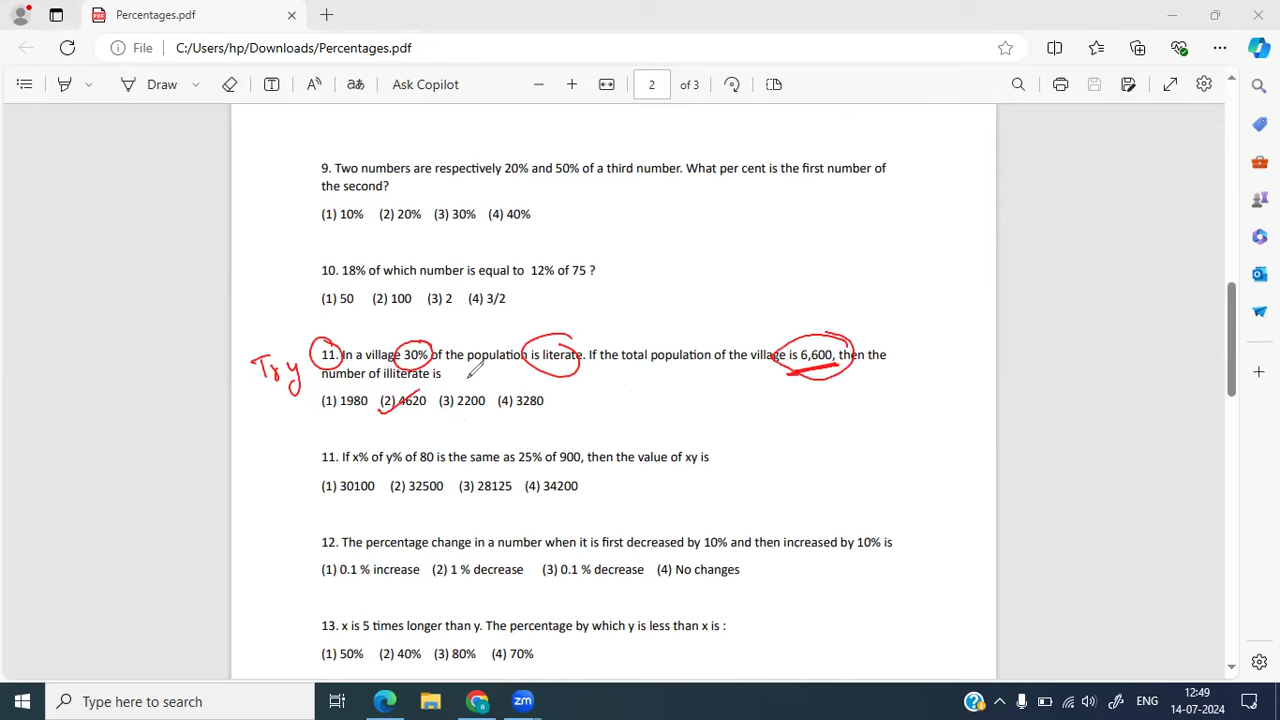 Percentages.pdf
File
C:/Users/hp/Downloads/Percentages.pdf
Draw
Ask Copilot
2 of 3
9. Two numbers are respectively 20% and 50% of a third number. What per cent is the first number of
the second?
(1) 10% (2) 20% (3) 30% (4) 40%
10. 18% of which number is equal to 12% of 75 ?
(1) 50 (2) 100 (3) 2 (4) 3/2
Try
11. In a village 30% of the population is literate. If the total population of the village is 6,600, then the
number of illiterate is
(1) 1980 (2) 4620 (3) 2200 (4) 3280
11. If x% of y% of 80 is the same as 25% of 900, then the value of xy is
(1) 30100 (2) 32500 (3) 28125 (4) 34200
12. The percentage change in a number when it is first decreased by 10% and then increased by 10% is
(1) 0.1 % increase (2) 1 % decrease (3) 0.1 % decrease (4) No changes
13. x is 5 times longer than y. The percentage by which y is less than x is :
(1) 50% (2) 40% (3) 80% (4) 70%
Type here to search
ENG
12:49
14-07-2024